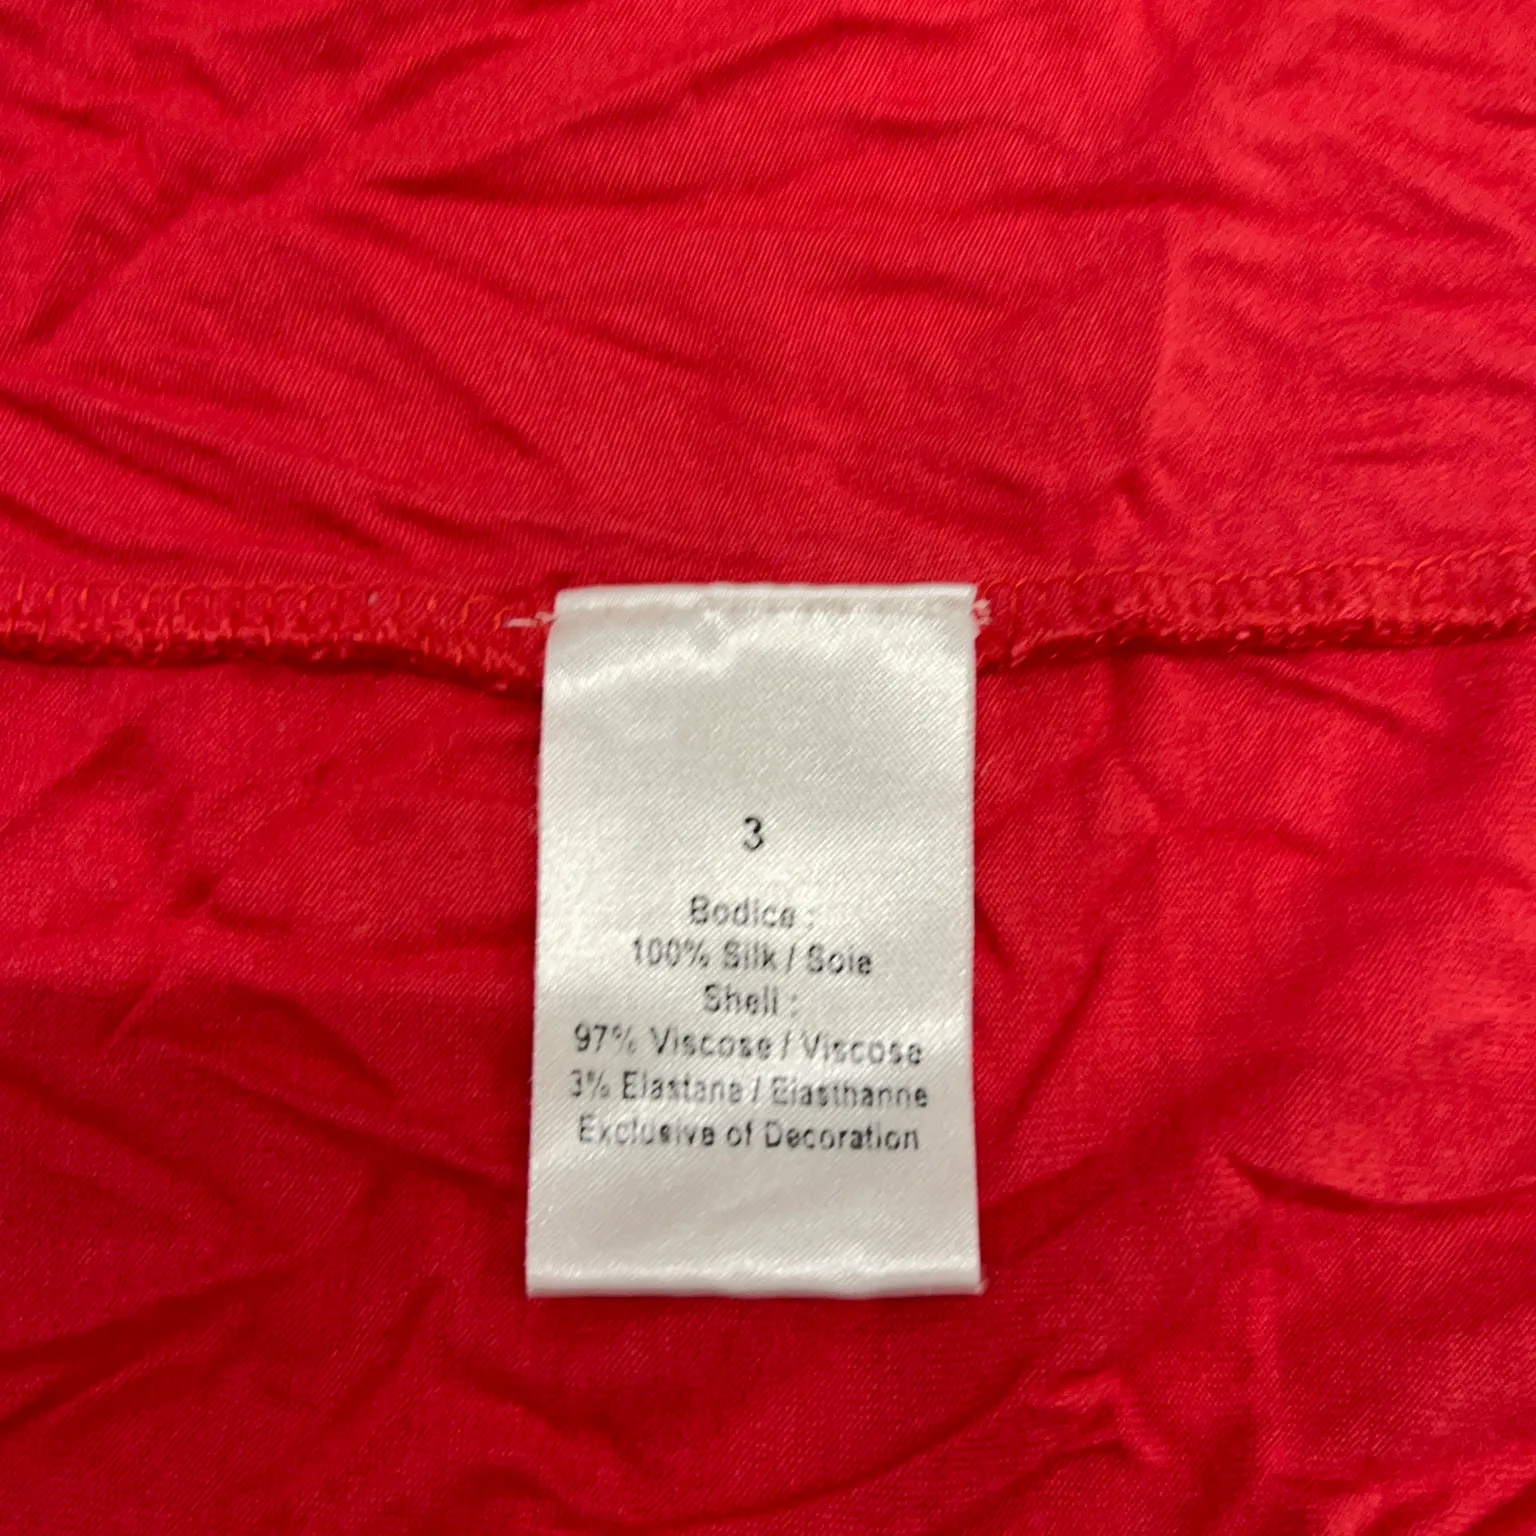 3
Bodice :
100% Silk / Soie
Shell :
97% Viscose / Viscose
3% Elastane / Elasthanne
Exclusive of Decoration